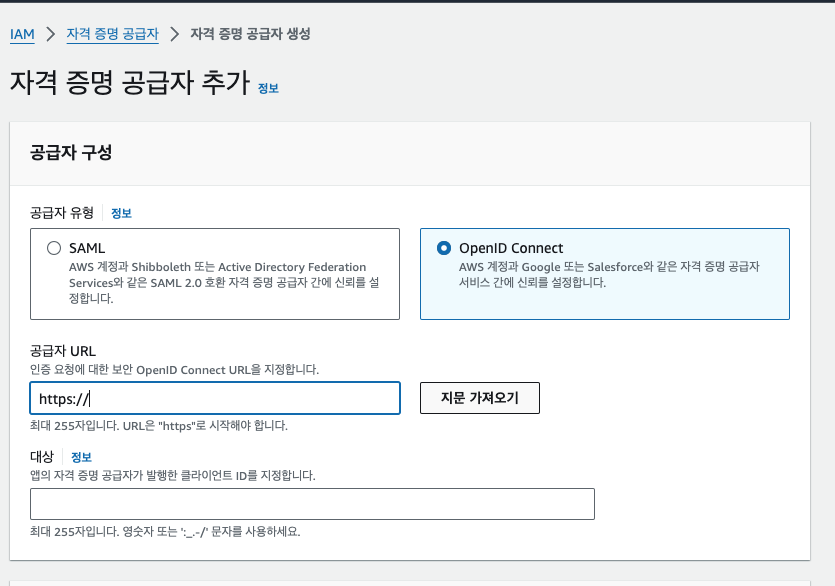 IAM > 자격 증명 공급자 > 자격 증명 공급자 생성
자격 증명 공급자 추가 정보
공급자 구성
공급자 유형 정보
SAML
AWS 계정과 Shibboleth 또는 Active Directory Federation
Services와 같은 SAML 2.0 호환 자격 증명 공급자 간에 신뢰를 설
정합니다.
OpenID Connect
AWS 계정과 Google 또는 Salesforce와 같은 자격 증명 공급자
서비스 간에 신뢰를 설정합니다.
공급자 URL
인증 요청에 대한 보안 OpenID Connect URL을 지정합니다.
https://
지문 가져오기
최대 255자입니다. URL은 "https"로 시작해야 합니다.
대상 정보
앱의 자격 증명 공급자가 발행한 클라이언트 ID를 지정합니다.
최대 255자입니다. 영숫자 또는 ':_.-/' 문자를 사용하세요.